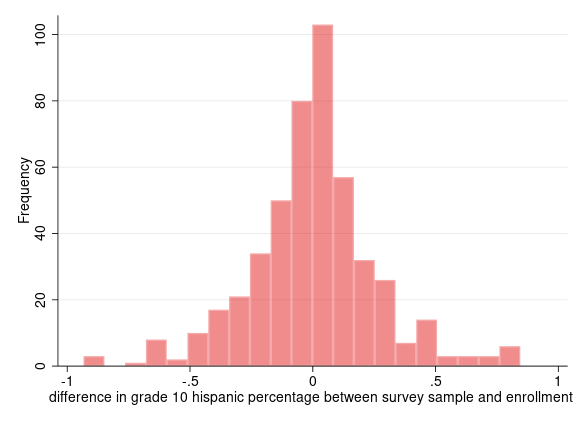 100
80
60
40
20
0
Frequency
-1 -.5 0 .5 1
difference in grade 10 hispanic percentage between survey sample and enrollment